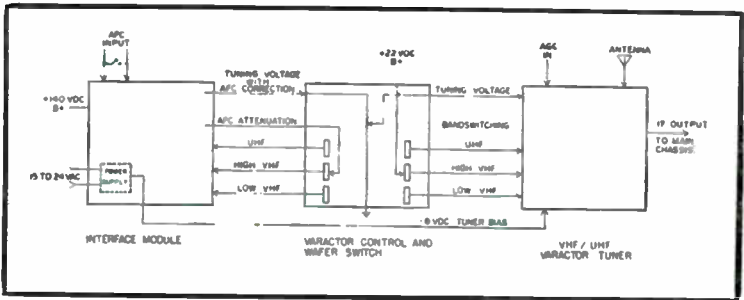 AFC
INPUT
+22 VDC
B+
AGC
IN
ANTENNA
TUNING VOLTAGE
WITH
AFC CORRECTION
TUNING VOLTAGE
+160 VDC
B+
AFC ATTENUATION
BANDSWITCHING
IF OUTPUT
TO MAIN
CHASSIS
UHF
UHF
HIGH VHF
HIGH VHF
POWER
SUPPLY
15 TO 24 VAC
LOW VHF
LOW VHF
VDC TUNER BIAS
INTERFACE MODULE
VARACTOR CONTROL AND
WAFER SWITCH
VHF / UHF
VARACTOR TUNER